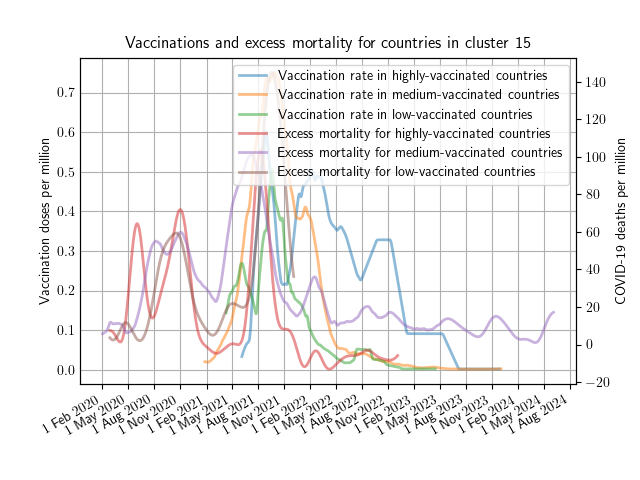 Vaccinations and excess mortality for countries in cluster 15
Vaccination rate in highly-vaccinated countries
Vaccination rate in medium-vaccinated countries
Vaccination rate in low-vaccinated countries
Excess mortality for highly-vaccinated countries
Excess mortality for medium-vaccinated countries
Excess mortality for low-vaccinated countries
Vaccination doses per million
0.7
0.6
0.5
0.4
0.3
0.2
0.1
0.0
COVID-19 deaths per million
140
120
100
80
60
40
20
0
−20
1 Feb 2020
1 May 2020
1 Aug 2020
1 Nov 2020
1 Feb 2021
1 May 2021
1 Aug 2021
1 Nov 2021
1 Feb 2022
1 May 2022
1 Aug 2022
1 Nov 2022
1 Feb 2023
1 May 2023
1 Aug 2023
1 Nov 2023
1 Feb 2024
1 May 2024
1 Aug 2024